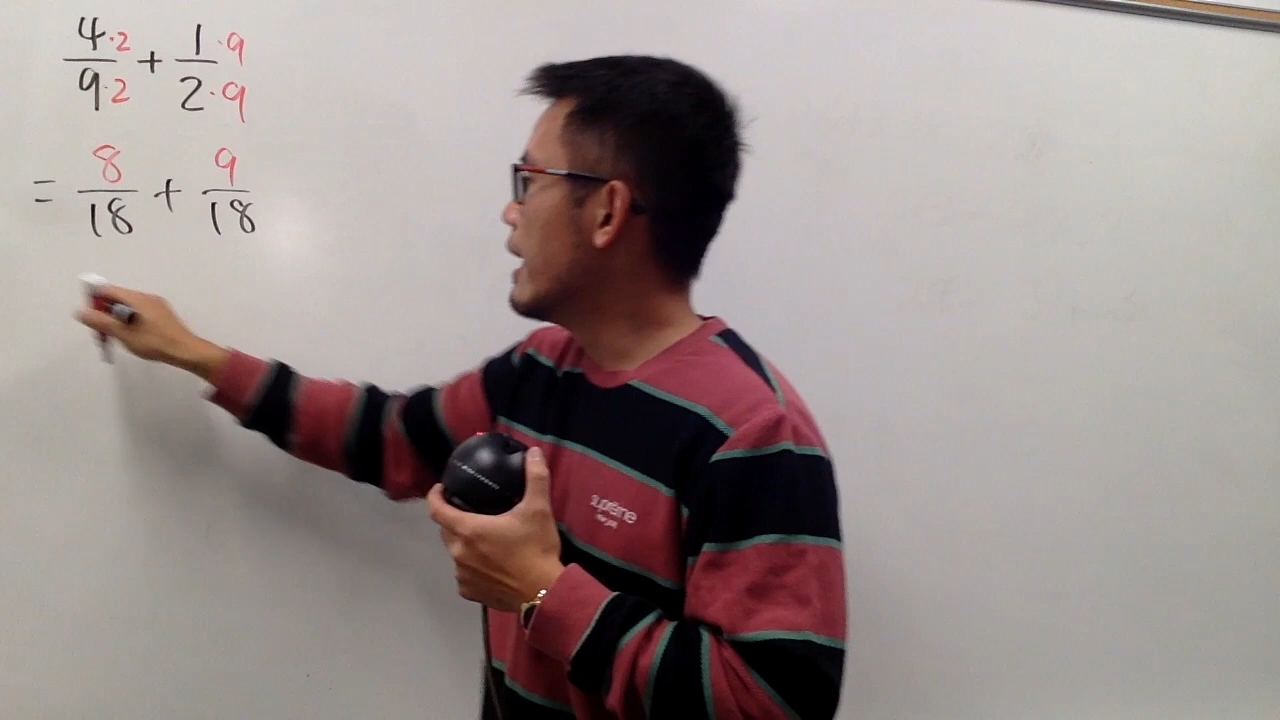 4·2/9·2 + 1·9/2·9
= 8/18 + 9/18
supreme